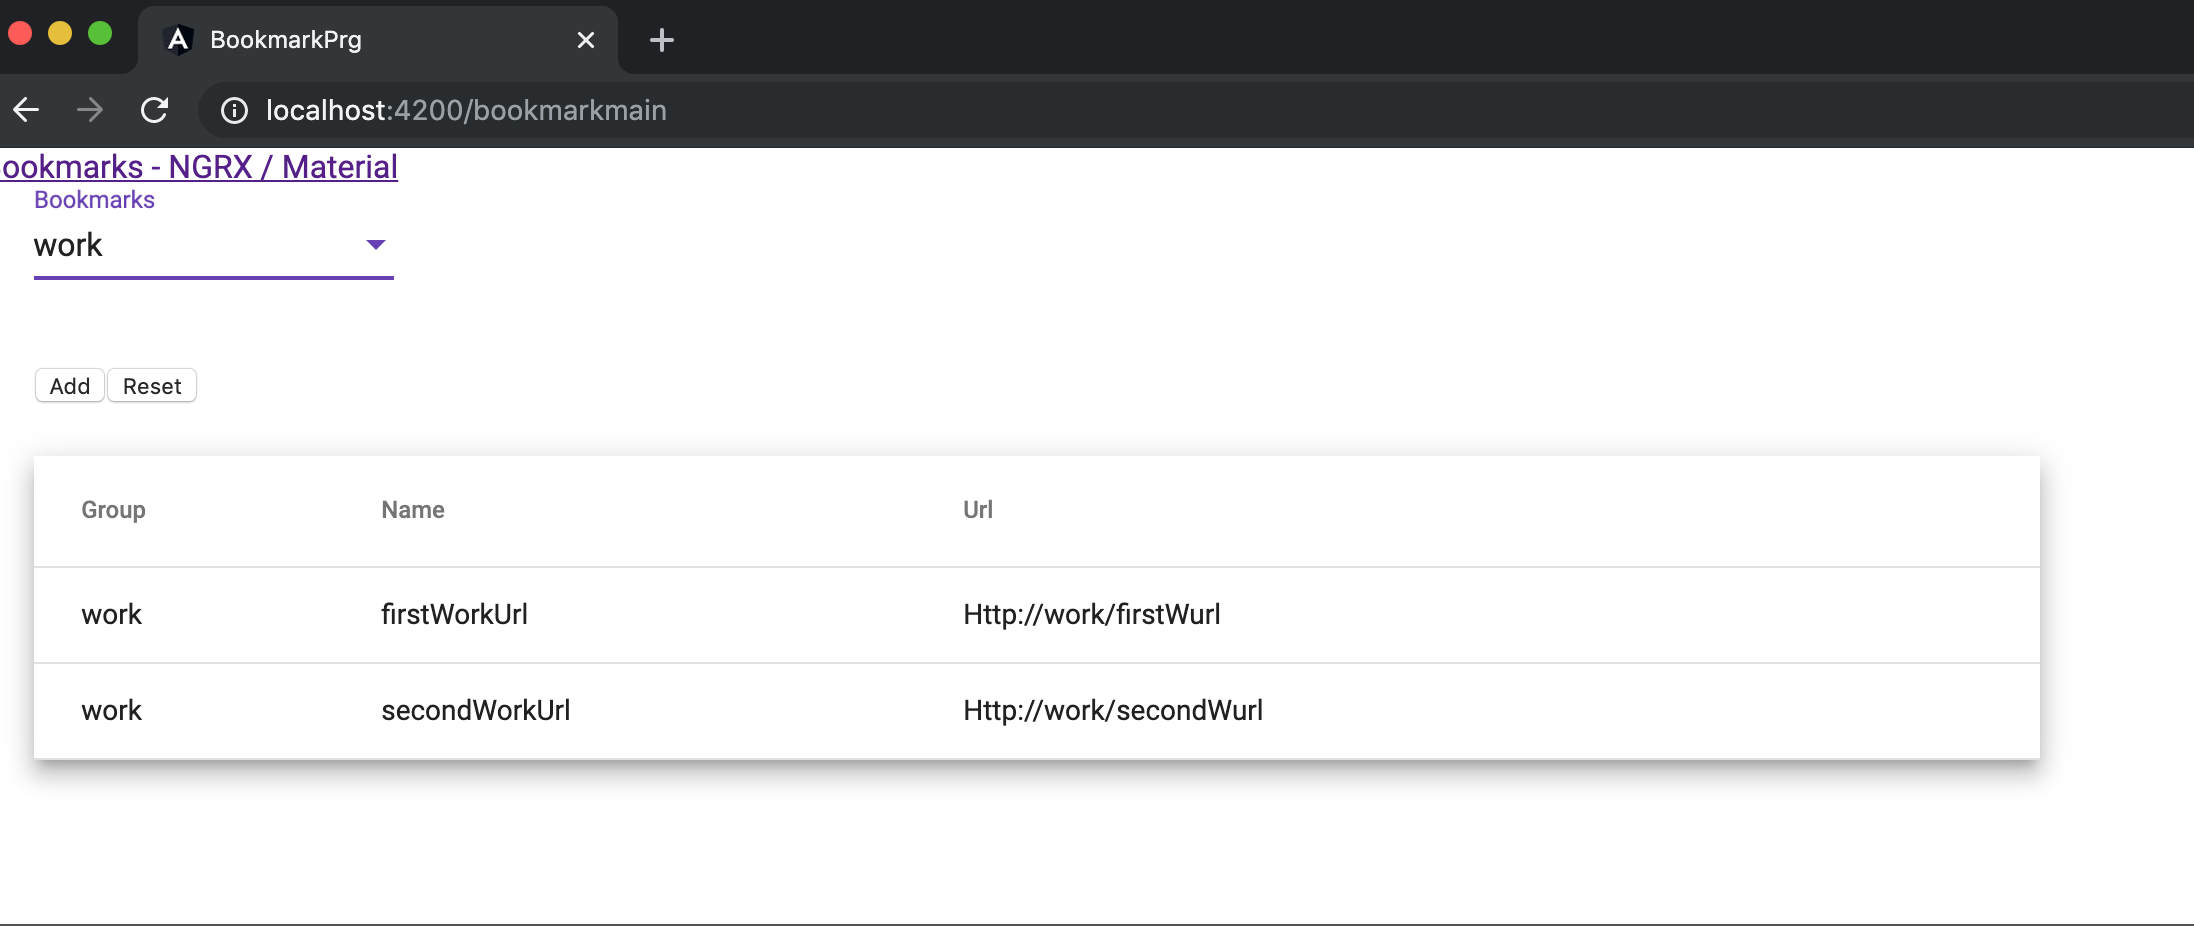 BookmarkPrg
localhost:4200/bookmarkmain
ookmarks - NGRX / Material
Bookmarks
work
Add Reset
Group Name Url
work firstWorkUrl Http://work/firstWurl
work secondWorkUrl Http://work/secondWurl